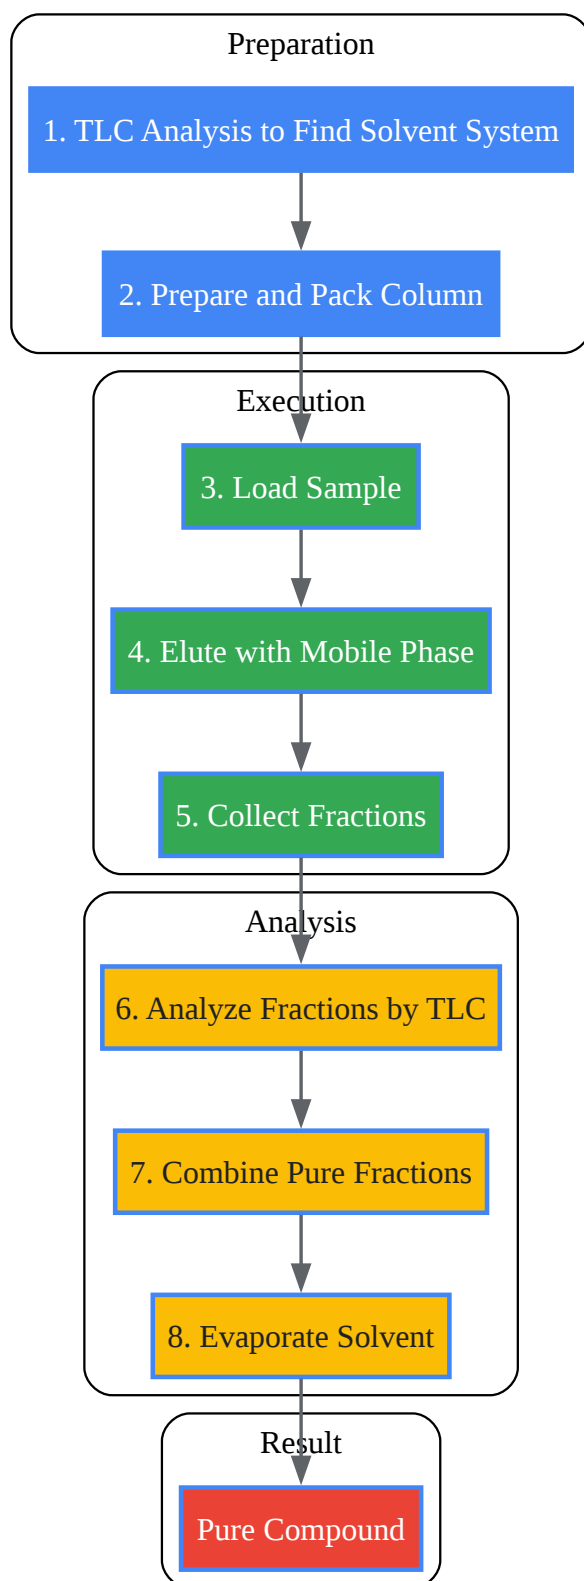 Preparation
1. TLC Analysis to Find Solvent System
2. Prepare and Pack Column
Execution
3. Load Sample
4. Elute with Mobile Phase
5. Collect Fractions
Analysis
6. Analyze Fractions by TLC
7. Combine Pure Fractions
8. Evaporate Solvent
Result
Pure Compound